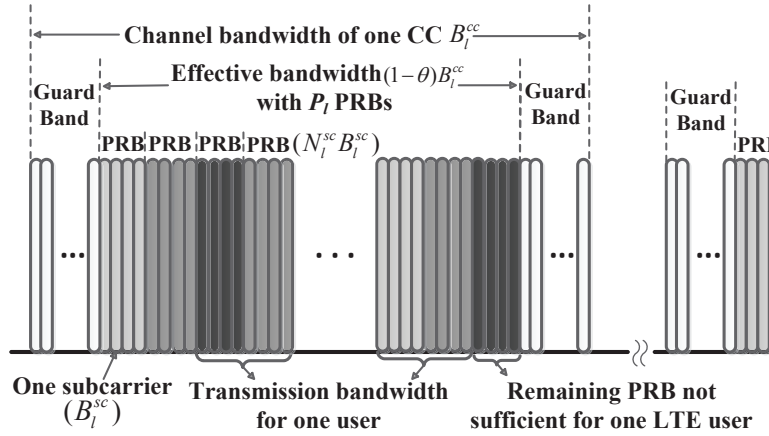 Channel bandwidth of one CC $B_l^{cc}$
Effective bandwidth $(1-\theta)B_l^{cc}$
with $P_l$ PRBs
Guard
Band
Guard
Band
Guard
Band
PRB PRB PRB PRB $(N_l^{sc} B_l^{sc})$
PRB
... ... ... ... ...
One subcarrier
$(B_l^{sc})$
Transmission bandwidth
for one user
Remaining PRB not
sufficient for one LTE user